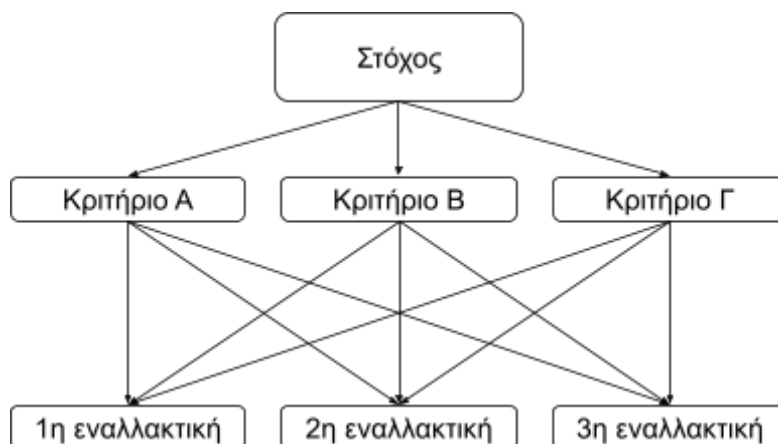 Στόχος
Κριτήριο Α
Κριτήριο Β
Κριτήριο Γ
1η εναλλακτική
2η εναλλακτική
3η εναλλακτική